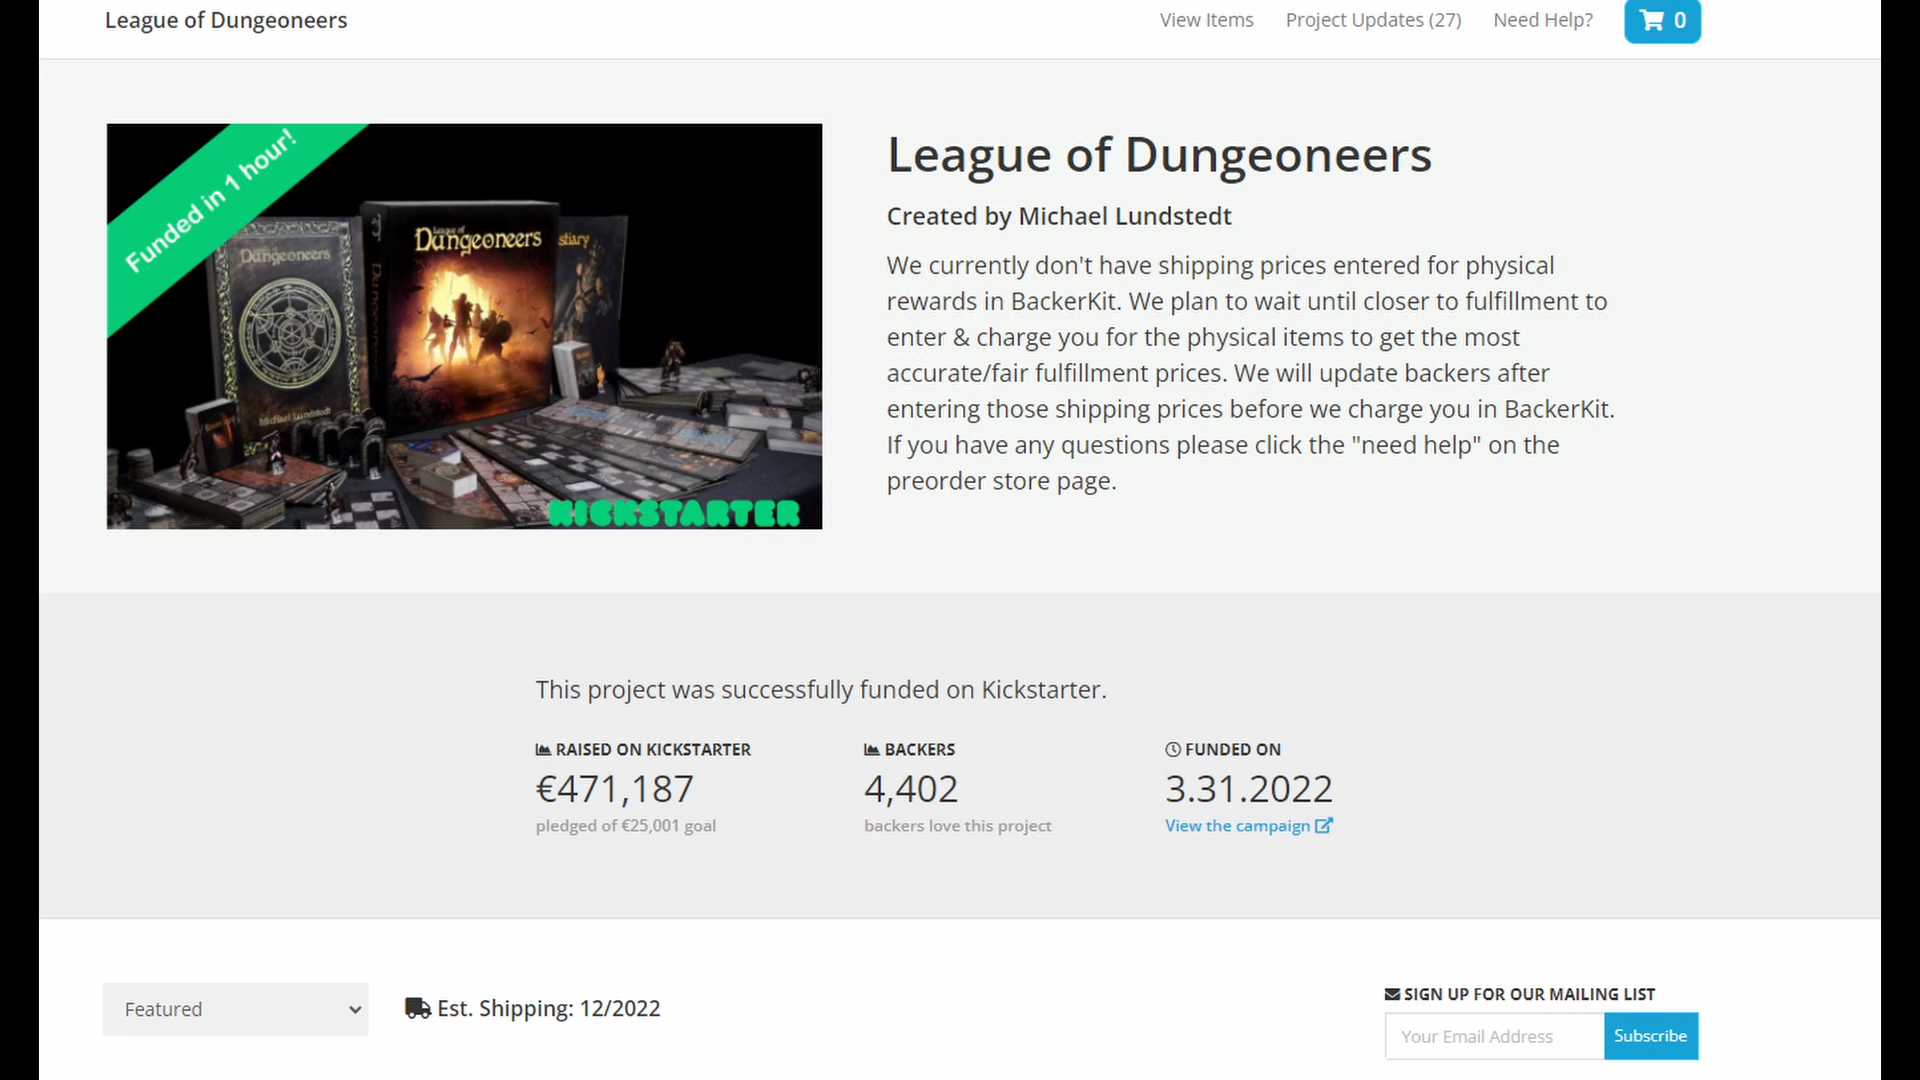 League of Dungeoneers
View Items
Project Updates (27)
Need Help?
0
Funded in 1 hour!
Dungeoneers
Michael Lundstedt
League of
Dungeoneers
Dungeoneers
stiary
KICKSTARTER
League of Dungeoneers
Created by Michael Lundstedt
We currently don't have shipping prices entered for physical
rewards in BackerKit. We plan to wait until closer to fulfillment to
enter & charge you for the physical items to get the most
accurate/fair fulfillment prices. We will update backers after
entering those shipping prices before we charge you in BackerKit.
If you have any questions please click the "need help" on the
preorder store page.
This project was successfully funded on Kickstarter.
RAISED ON KICKSTARTER
€471,187
pledged of €25,001 goal
BACKERS
4,402
backers love this project
FUNDED ON
3.31.2022
View the campaign
Featured
Est. Shipping: 12/2022
SIGN UP FOR OUR MAILING LIST
Your Email Address
Subscribe